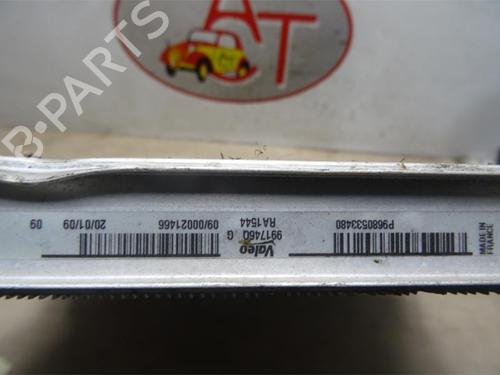 AT
B-PARTS
P9680533480
MADE IN
FRANCE
Valeo
991746Q G
RA1544
09/00021466
20/01/09
09